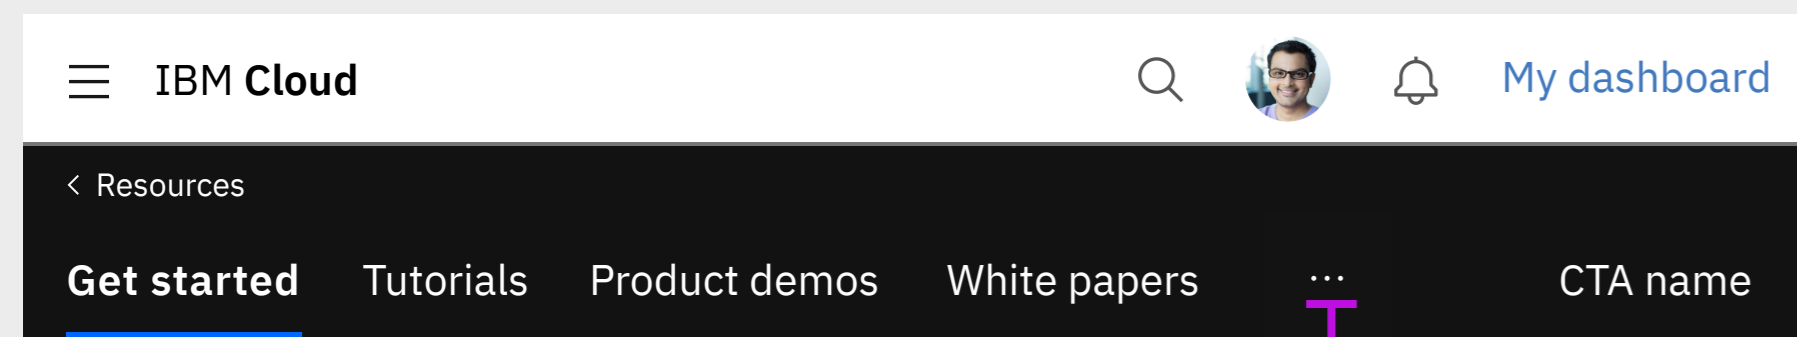 IBM Cloud My dashboard
Resources
Get started Tutorials Product demos White papers ... CTA name